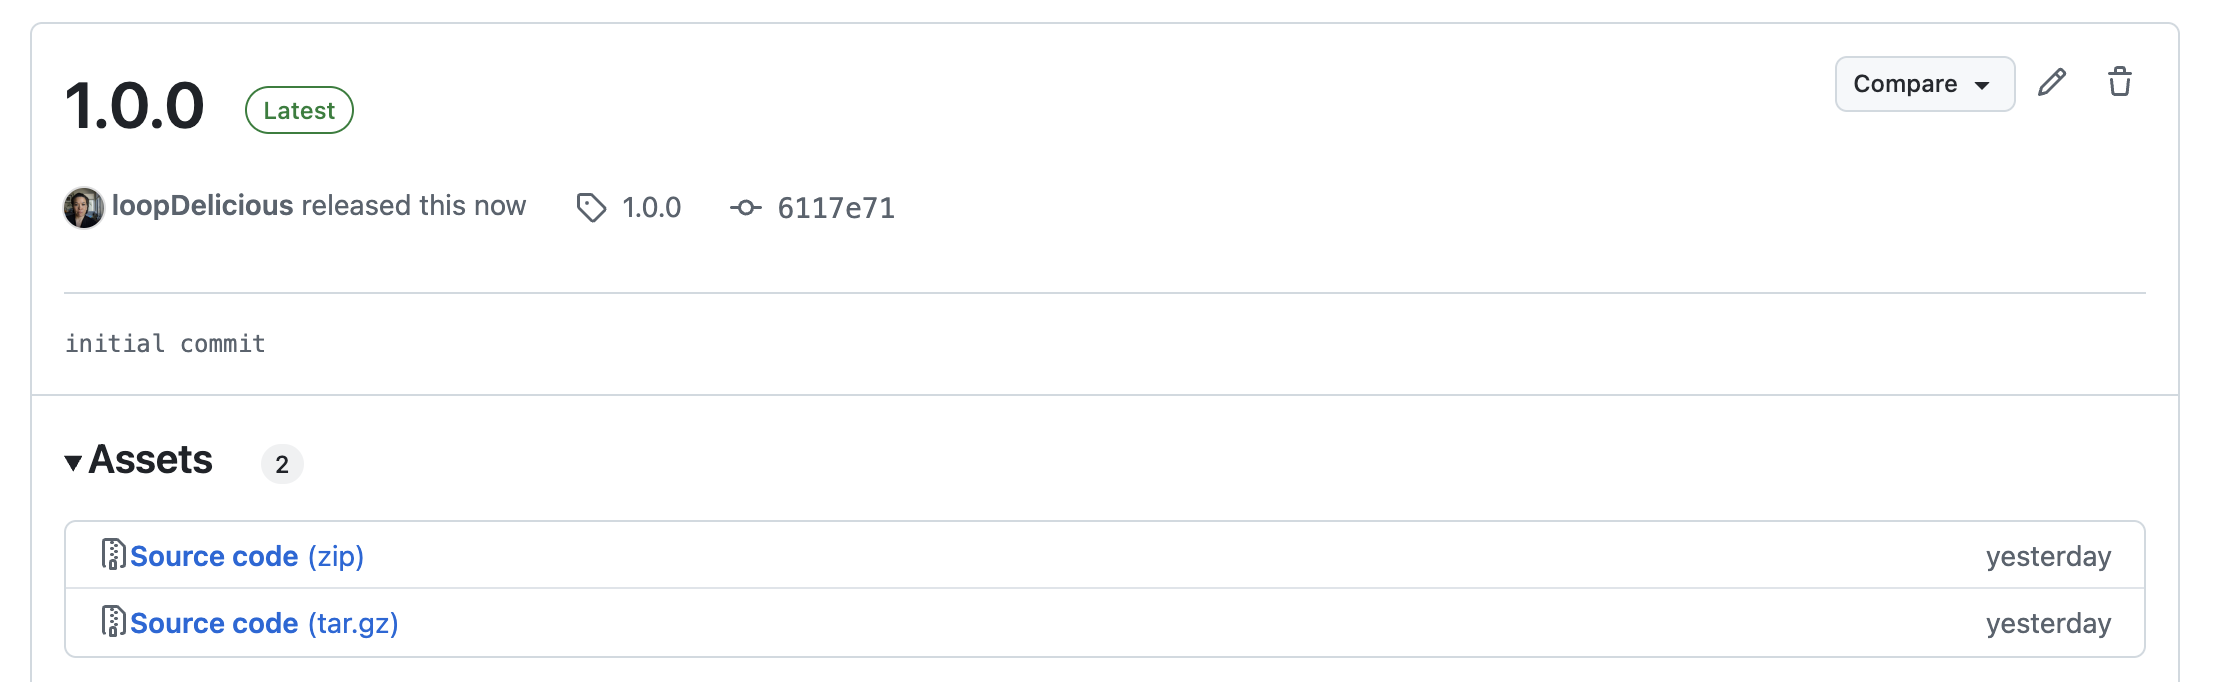 1.0.0 Latest Compare
loopDelicious released this now 1.0.0 6117e71
initial commit
Assets 2
Source code (zip) yesterday
Source code (tar.gz) yesterday